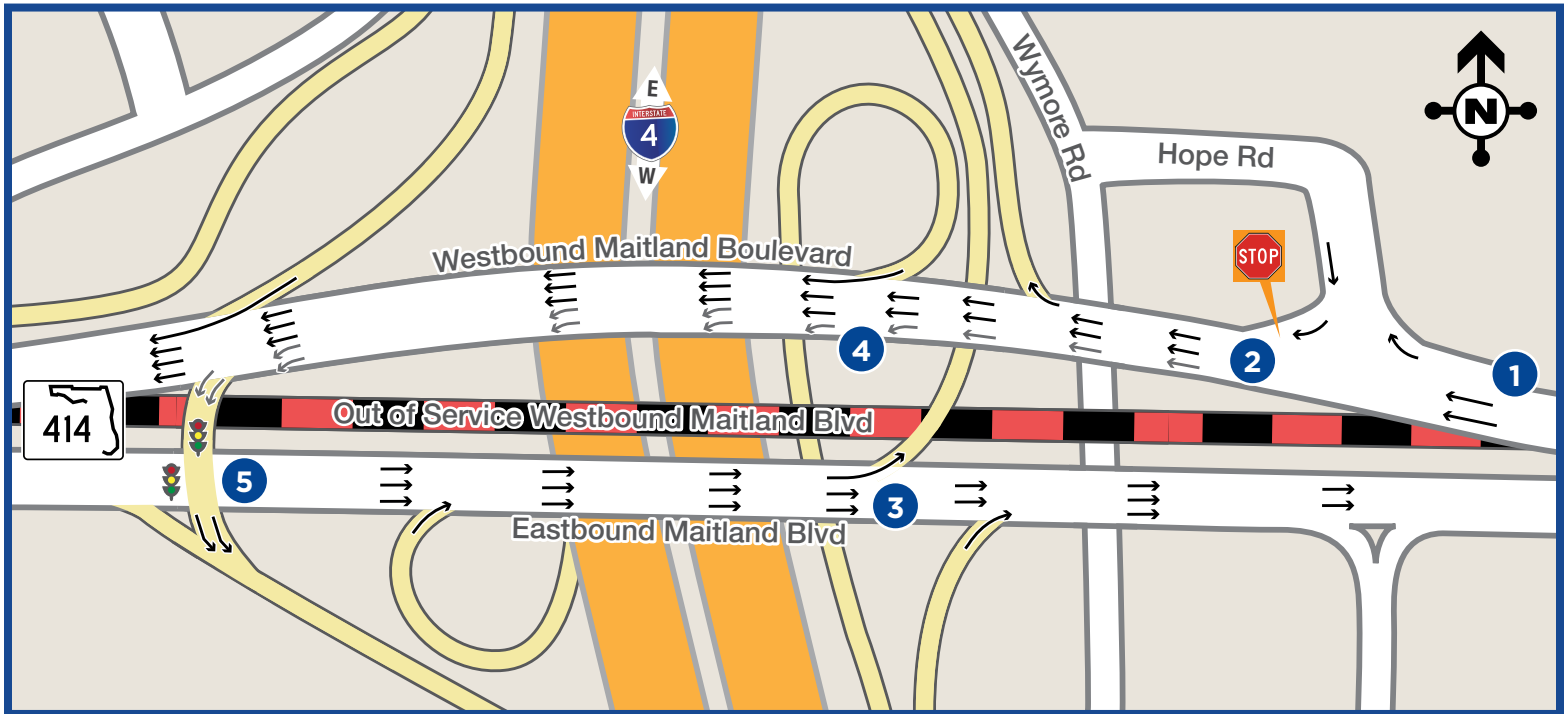 E
INTERSTATE
4
W
Wymore Rd
N
Hope Rd
STOP
Westbound Maitland Boulevard
4
2
1
414
Out of Service Westbound Maitland Blvd
5
3
Eastbound Maitland Blvd